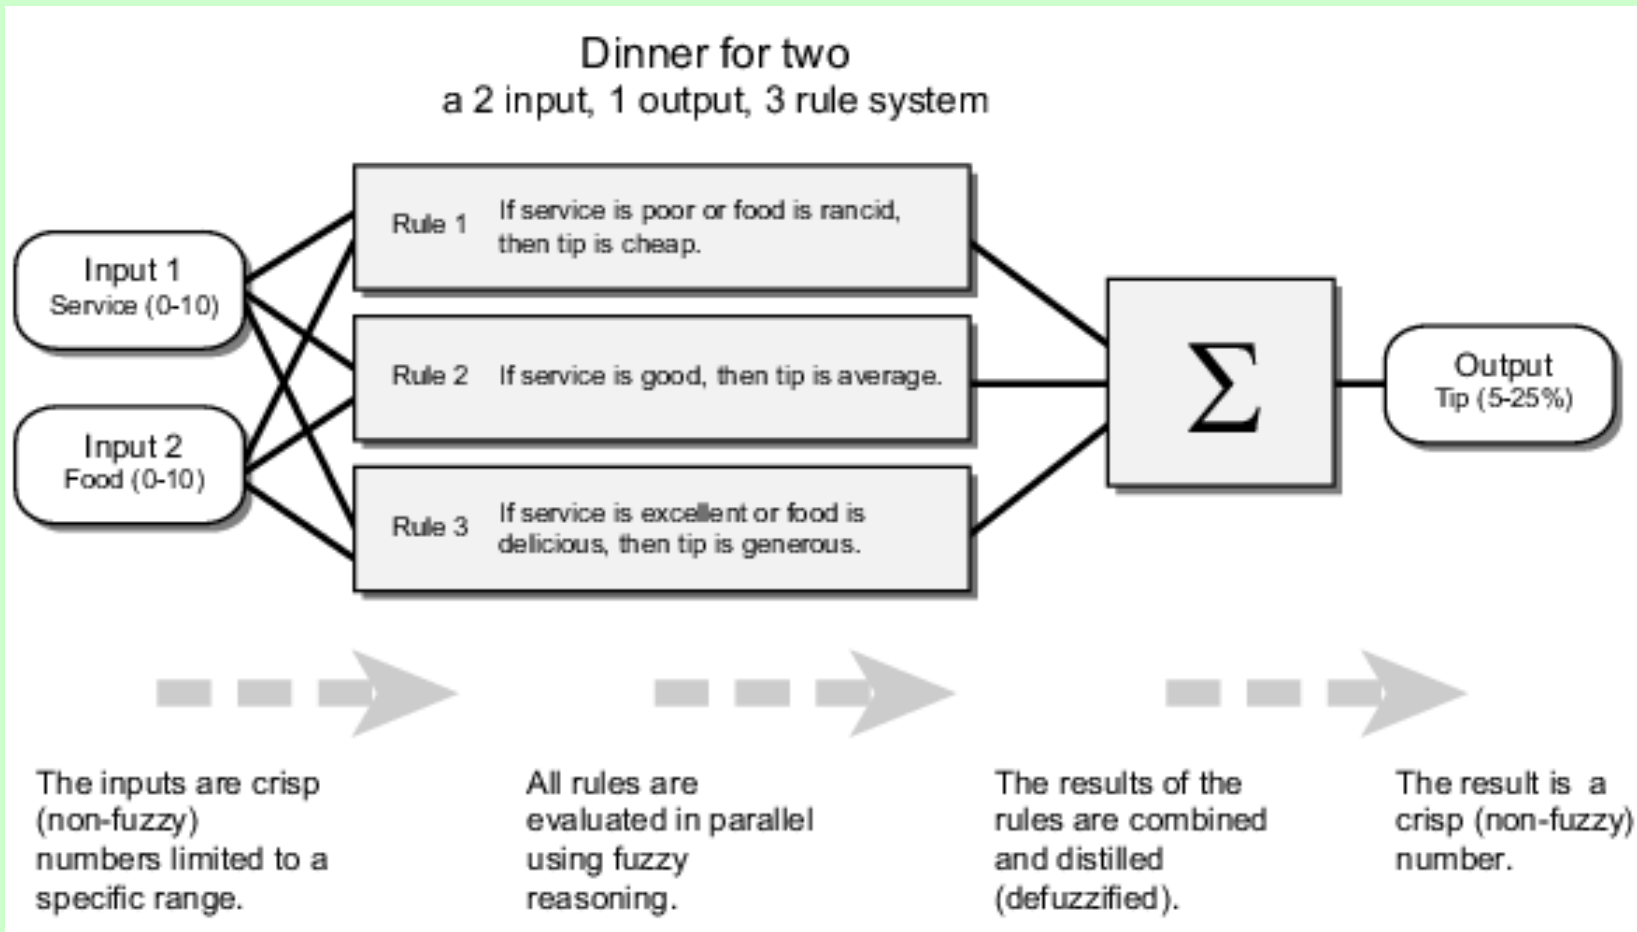 Dinner for two
a 2 input, 1 output, 3 rule system
Input 1
Service (0-10)
Input 2
Food (0-10)
Rule 1
If service is poor or food is rancid,
then tip is cheap.
Rule 2
If service is good, then tip is average.
Rule 3
If service is excellent or food is
delicious, then tip is generous.
Σ
Output
Tip (5-25%)
The inputs are crisp
(non-fuzzy)
numbers limited to a
specific range.
All rules are
evaluated in parallel
using fuzzy
reasoning.
The results of the
rules are combined
and distilled
(defuzzified).
The result is a
crisp (non-fuzzy)
number.